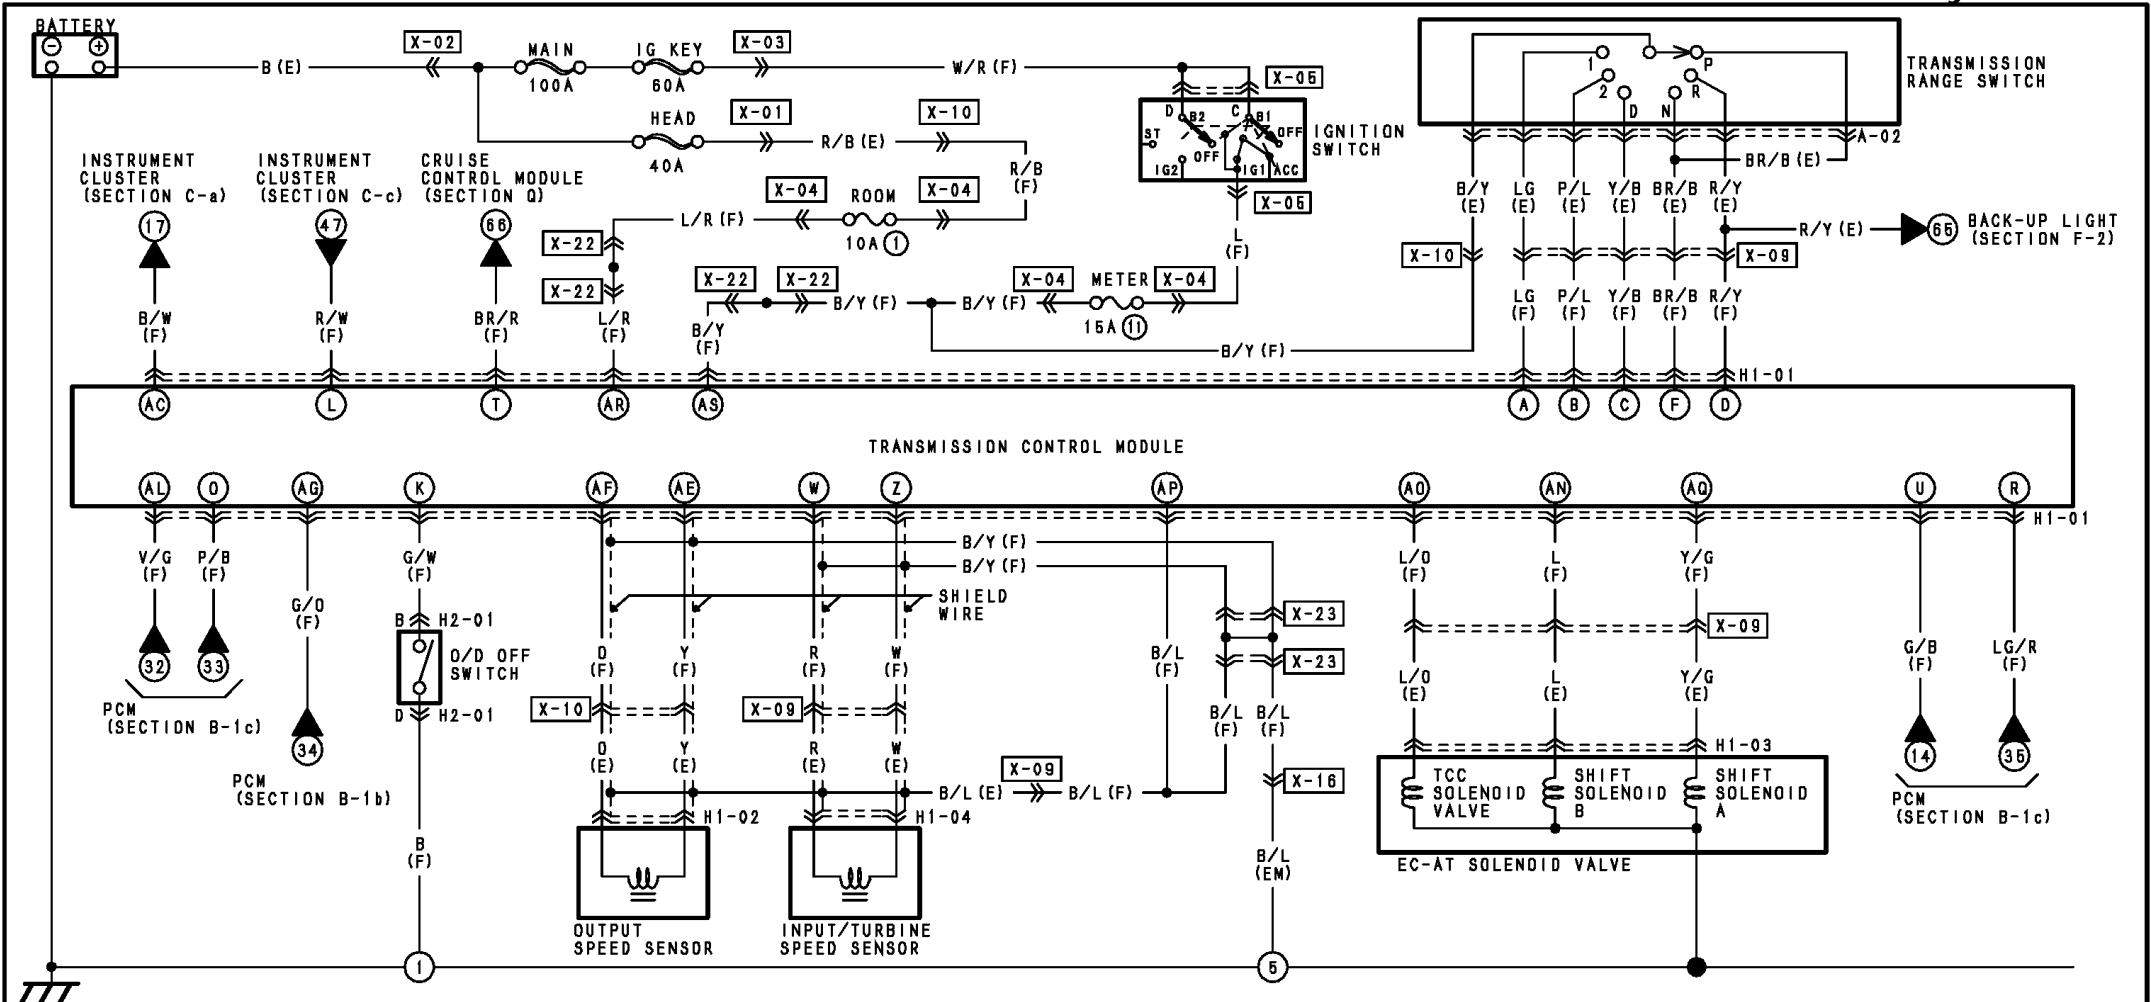 BATTERY
− +
B (E)
X-02
MAIN
100A
IG KEY
60A
X-03
W/R (F)
X-05
HEAD
40A
X-01
R/B (E)
X-10
R/B
(F)
D B2 C B1
ST
OFF
OFF
IG2 IG1 ACC
IGNITION
SWITCH
X-05
1
2
D
N
R
P
TRANSMISSION
RANGE SWITCH
A-02
BR/B (E)
INSTRUMENT
CLUSTER
(SECTION C-a)
17
INSTRUMENT
CLUSTER
(SECTION C-c)
47
CRUISE
CONTROL MODULE
(SECTION Q)
66
X-04
ROOM
X-04
L/R (F)
10A 1
X-22
X-22
X-22
X-22
B/Y (F)
B/Y (F)
X-04
METER
X-04
15A 11
L
(F)
B/Y (F)
B/Y
(E)
LG
(E)
P/L
(E)
Y/B
(E)
BR/B
(E)
R/Y
(E)
R/Y (E)
65
BACK-UP LIGHT
(SECTION F-2)
X-10
X-09
B/W
(F)
R/W
(F)
BR/R
(F)
L/R
(F)
B/Y
(F)
LG
(F)
P/L
(F)
Y/B
(F)
BR/B
(F)
R/Y
(F)
H1-01
AC L T AR AS A B C F D
TRANSMISSION CONTROL MODULE
AL O AG K AF AE W Z AP AO AN AQ U R
H1-01
V/G
(F)
P/B
(F)
G/O
(F)
G/W
(F)
B/Y (F)
B/Y (F)
SHIELD
WIRE
L/O
(F)
L
(F)
Y/G
(F)
B H2-01
O/D OFF
SWITCH
D H2-01
32
33
PCM
(SECTION B-1c)
34
PCM
(SECTION B-1b)
O
(F)
Y
(F)
R
(F)
W
(F)
B/L
(F)
X-23
X-23
X-09
G/B
(F)
LG/R
(F)
X-10
X-09
B/L
(F)
B/L
(F)
L/O
(E)
L
(E)
Y/G
(E)
O
(E)
Y
(E)
R
(E)
W
(E)
X-09
B/L (E)
B/L (F)
X-16
H1-03
14
35
PCM
(SECTION B-1c)
H1-02
H1-04
TCC
SOLENOID
VALVE
SHIFT
SOLENOID
B
SHIFT
SOLENOID
A
EC-AT SOLENOID VALVE
B
(F)
B/L
(EM)
OUTPUT
SPEED SENSOR
INPUT/TURBINE
SPEED SENSOR
1
5